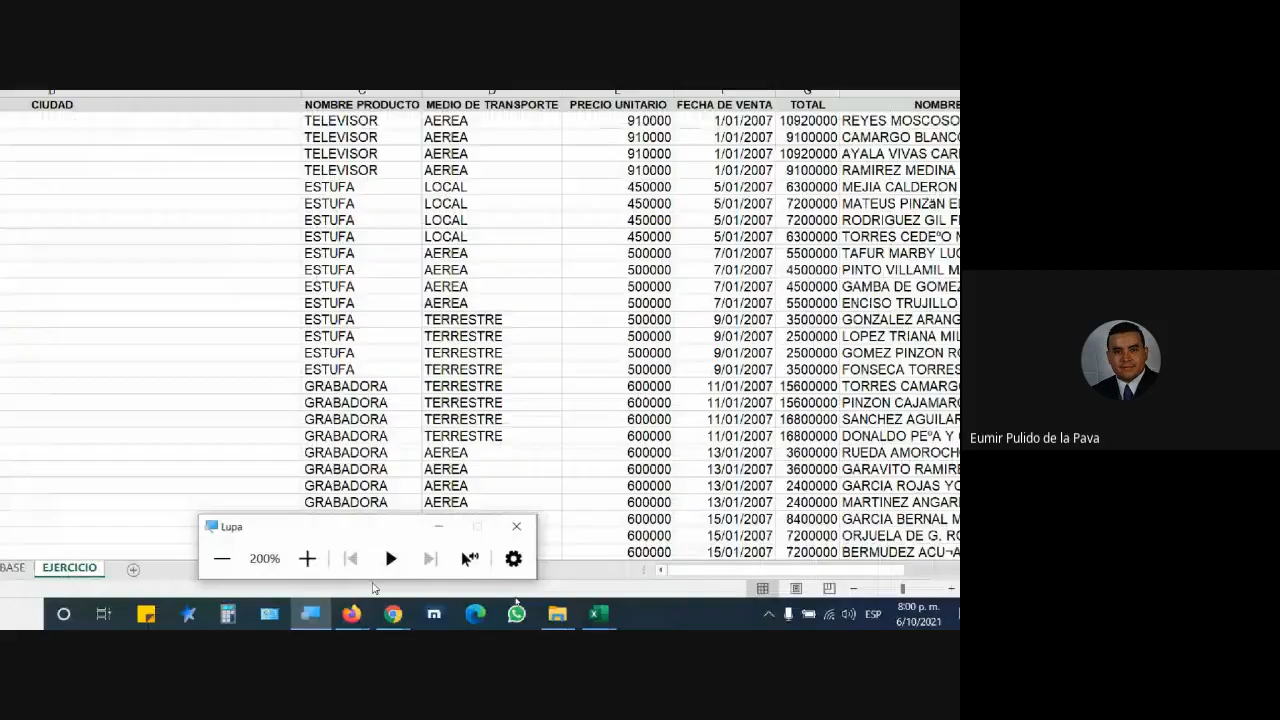 CIUDAD NOMBRE PRODUCTO MEDIO DE TRANSPORTE PRECIO UNITARIO FECHA DE VENTA TOTAL NOMBRE
TELEVISOR AEREA 910000 1/01/2007 10920000 REYES MOSCOSO
TELEVISOR AEREA 910000 1/01/2007 9100000 CAMARGO BLANCO
TELEVISOR AEREA 910000 1/01/2007 10920000 AYALA VIVAS CAR
TELEVISOR AEREA 910000 1/01/2007 9100000 RAMIREZ MEDINA
ESTUFA LOCAL 450000 5/01/2007 6300000 MEJIA CALDERON
ESTUFA LOCAL 450000 5/01/2007 7200000 MATEUS PINZäN E
ESTUFA LOCAL 450000 5/01/2007 7200000 RODRIGUEZ GIL F
ESTUFA LOCAL 450000 5/01/2007 6300000 TORRES CEDEºO
ESTUFA AEREA 500000 7/01/2007 5500000 TAFUR MARBY LU
ESTUFA AEREA 500000 7/01/2007 4500000 PINTO VILLAMIL M
ESTUFA AEREA 500000 7/01/2007 4500000 GAMBA DE GOMEZ
ESTUFA AEREA 500000 7/01/2007 5500000 ENCISO TRUJILLO
ESTUFA TERRESTRE 500000 9/01/2007 3500000 GONZALEZ ARANG
ESTUFA TERRESTRE 500000 9/01/2007 2500000 LOPEZ TRIANA MIL
ESTUFA TERRESTRE 500000 9/01/2007 2500000 GOMEZ PINZON R
ESTUFA TERRESTRE 500000 9/01/2007 3500000 FONSECA TORRES
GRABADORA TERRESTRE 600000 11/01/2007 15600000 TORRES CAMARG
GRABADORA TERRESTRE 600000 11/01/2007 15600000 PINZON CAJAMAR
GRABADORA TERRESTRE 600000 11/01/2007 16800000 SANCHEZ AGUILAR
GRABADORA TERRESTRE 600000 11/01/2007 16800000 DONALDO PEºA Y
GRABADORA AEREA 600000 13/01/2007 3600000 RUEDA AMOROCH
GRABADORA AEREA 600000 13/01/2007 3600000 GARAVITO RAMIRE
GRABADORA AEREA 600000 13/01/2007 2400000 GARCIA ROJAS YO
GRABADORA AEREA 600000 13/01/2007 2400000 MARTINEZ ANGAR
600000 15/01/2007 8400000 GARCIA BERNAL M
600000 15/01/2007 7200000 ORJUELA DE G. R
600000 15/01/2007 7200000 BERMUDEZ ACU¬A
Lupa
200%
BASE EJERCICIO
ESP
8:00 p. m.
6/10/2021
Eumir Pulido de la Pava